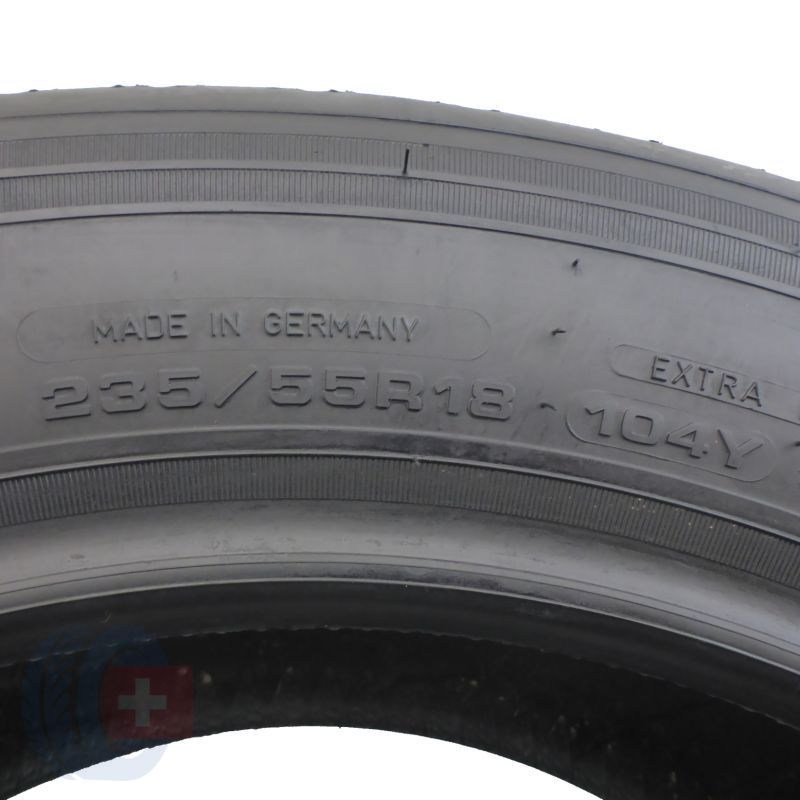 MADE IN GERMANY
EXTRA
235/55R18 104Y